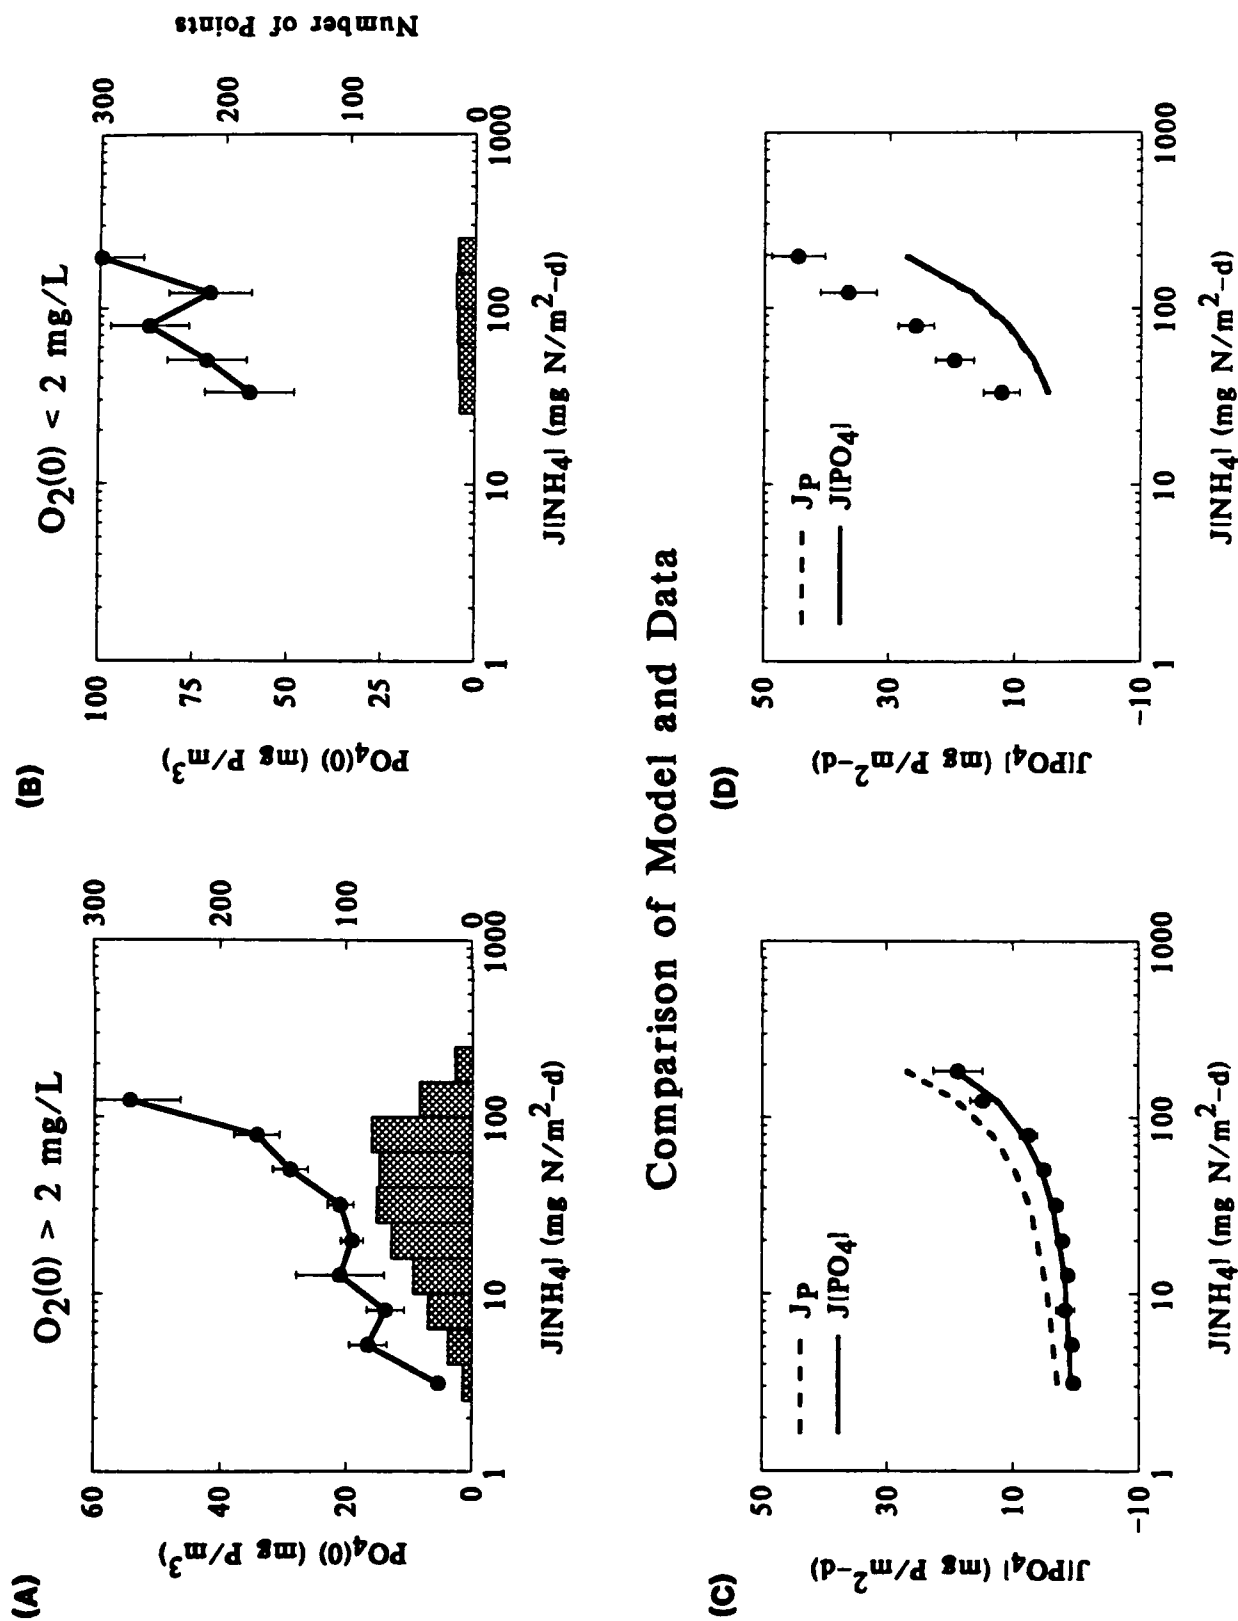 (A)
O2(0) > 2 mg/L
PO4(0) (mg P/m3)
60
40
20
0
300
200
100
0
1
10
100
1000
J[NH4] (mg N/m2-d)
(B)
O2(0) < 2 mg/L
PO4(0) (mg P/m3)
100
75
50
25
0
300
200
100
0
Number of Points
1
10
100
1000
J[NH4] (mg N/m2-d)
Comparison of Model and Data
(C)
J[PO4] (mg P/m2-d)
50
30
10
-10
JP
J[PO4]
1
10
100
1000
J[NH4] (mg N/m2-d)
(D)
J[PO4] (mg P/m2-d)
50
30
10
-10
JP
J[PO4]
1
10
100
1000
J[NH4] (mg N/m2-d)